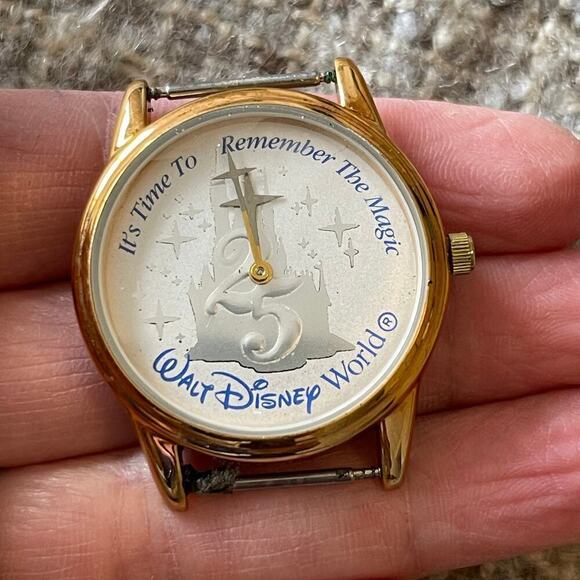 It's Time To Remember The Magic
25
Walt Disney World®